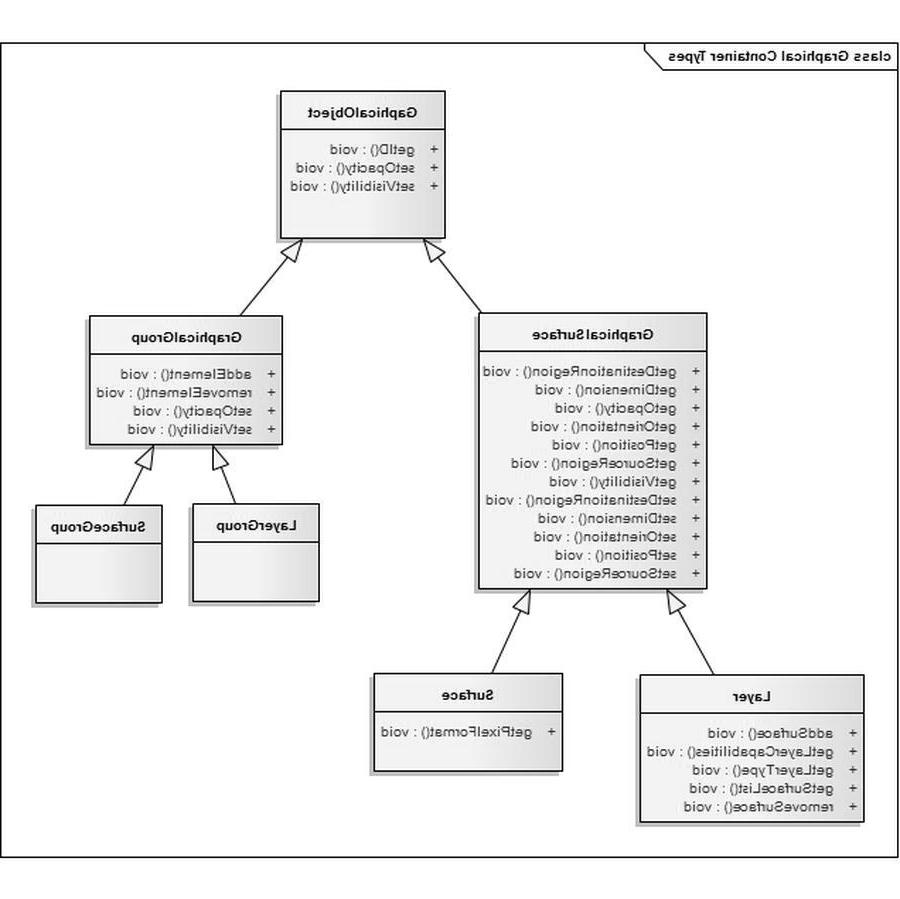 class Graphical Container Types
GaphicalObject
+ getID() : void
+ setOpacity() : void
+ setVisibility() : void
GraphicalGroup
+ addElement() : void
+ removeElement() : void
+ setOpacity() : void
+ setVisibility() : void
GraphicalSurface
+ getDestinationRegion() : void
+ getDimension() : void
+ getOpacity() : void
+ getOrientation() : void
+ getPosition() : void
+ getSourceRegion() : void
+ getVisibility() : void
+ setDestinationRegion() : void
+ setDimension() : void
+ setOrientation() : void
+ setPosition() : void
+ setSourceRegion() : void
SurfaceGroup
LayerGroup
Surface
+ getPixelFormat() : void
Layer
+ addSurface() : void
+ getLayerCapabilities() : void
+ getLayerType() : void
+ getSurfaceList() : void
+ removeSurface() : void